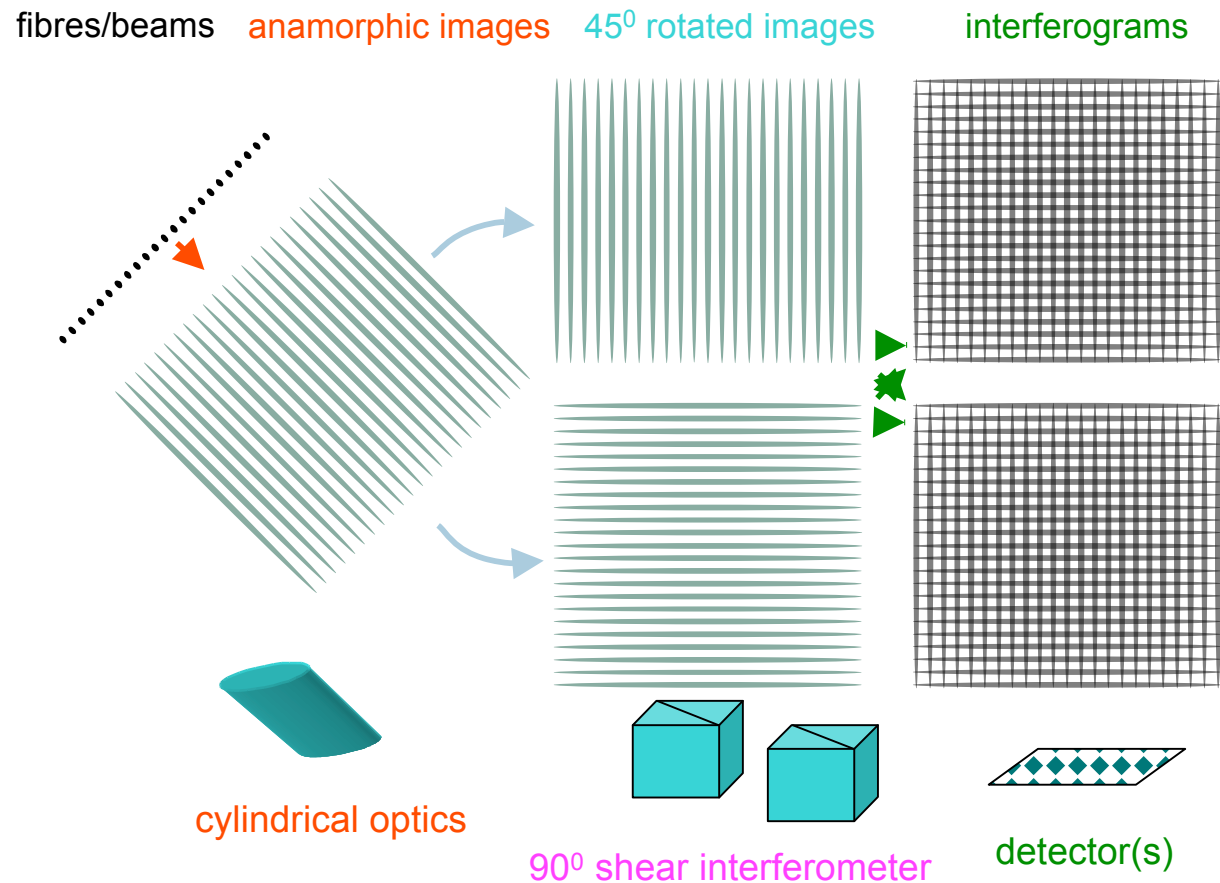 fibres/beams
anamorphic images
45⁰ rotated images
interferograms
cylindrical optics
90⁰ shear interferometer
detector(s)